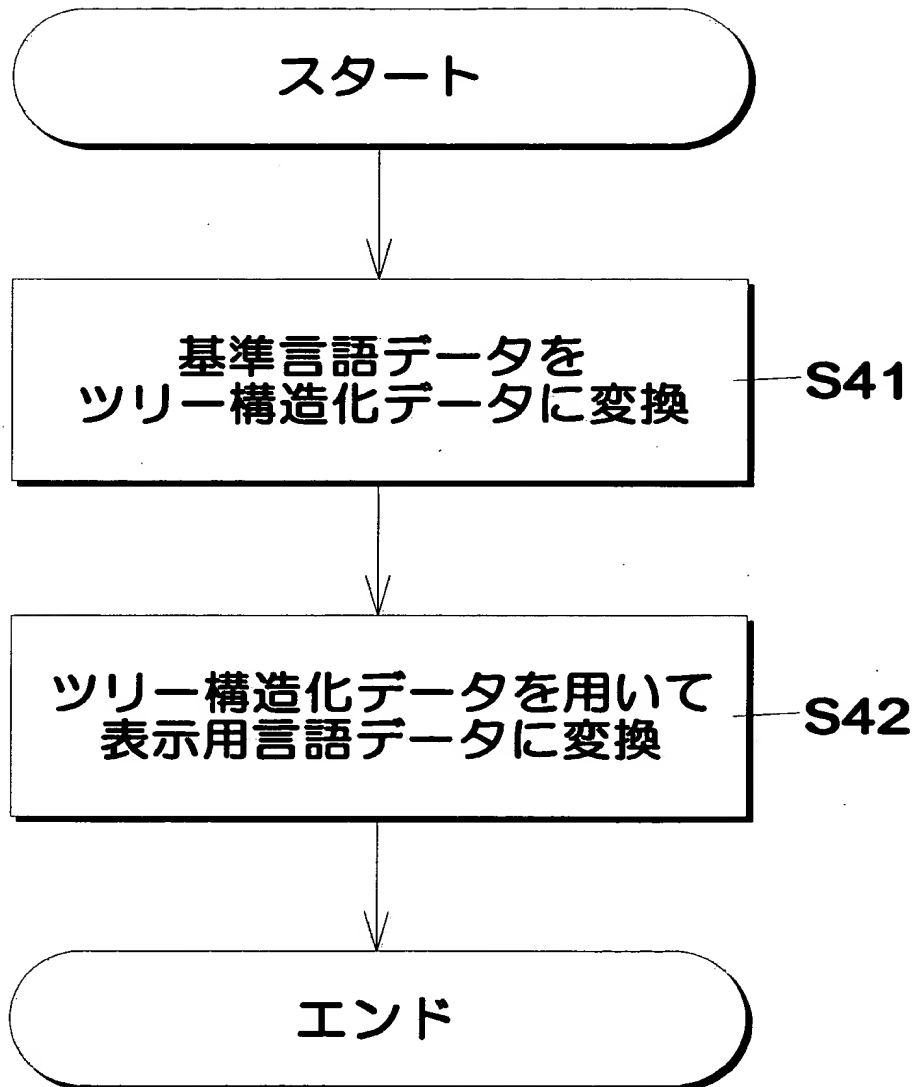 スタート
基準言語データを
ツリー構造化データに変換
S41
ツリー構造化データを用いて
表示用言語データに変換
S42
エンド